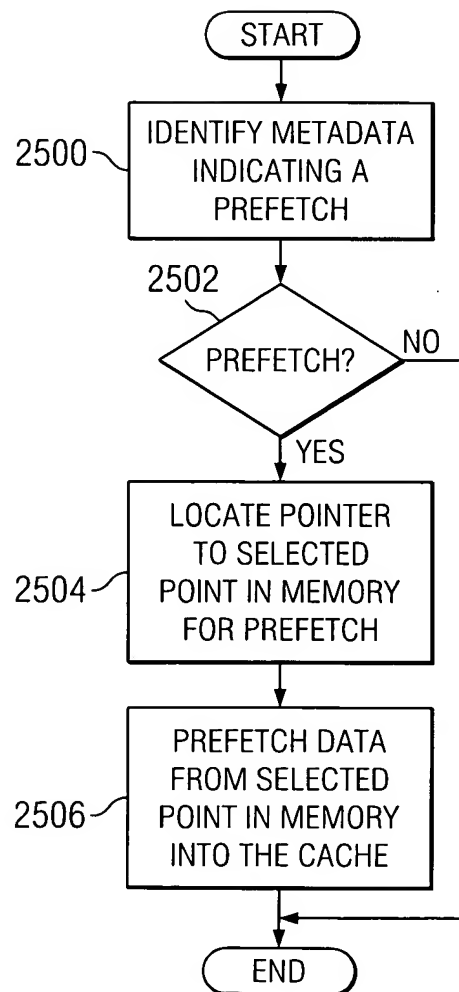 START
2500
IDENTIFY METADATA
INDICATING A
PREFETCH
2502
PREFETCH?
NO
YES
2504
LOCATE POINTER
TO SELECTED
POINT IN MEMORY
FOR PREFETCH
2506
PREFETCH DATA
FROM SELECTED
POINT IN MEMORY
INTO THE CACHE
END